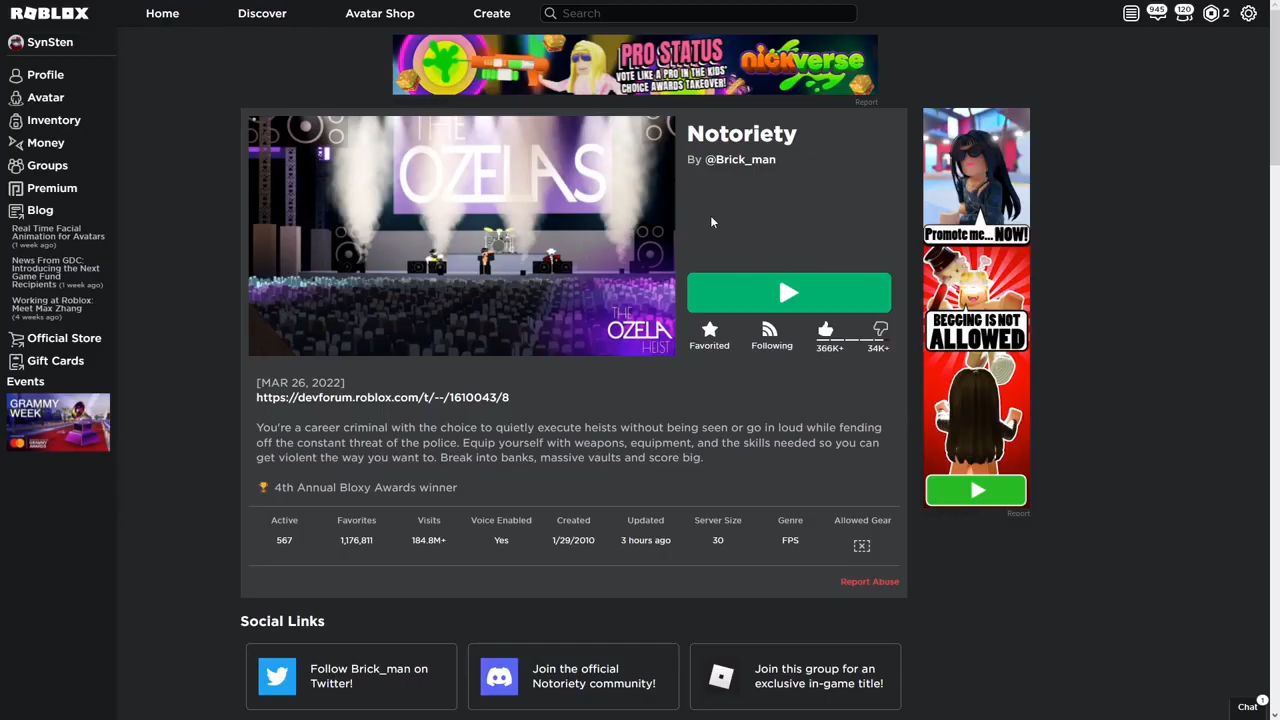 ROBLOX
Home
Discover
Avatar Shop
Create
Search
945
120
2
SynSten
Profile
Avatar
Inventory
Money
Groups
Premium
Blog
Real Time Facial
Animation for Avatars
(1 week ago)
News From GDC:
Introducing the Next
Gen Fund
Recipients (1 week ago)
Working at Roblox:
Meet Max Zhang
(4 weeks ago)
Official Store
Gift Cards
Events
GRAMMY
WEEK
PRO STATUS
VOTE LIKE A PRO IN THE KIDS'
CHOICE AWARDS TAKEOVER!
nickverse
Report
THE
OZELAS
THE
OZELA
HEIST
Notoriety
By @Brick_man
Favorited
Following
366K+
34K+
[MAR 26, 2022]
https://devforum.roblox.com/t/--/1610043/8
You're a career criminal with the choice to quietly execute heists without being seen or go in loud while fending
off the constant threat of the police. Equip yourself with weapons, equipment, and the skills needed so you can
get violent the way you want to. Break into banks, massive vaults and score big.
🏆 4th Annual Bloxy Awards winner
Active Favorites Visits Voice Enabled Created Updated Server Size Genre Allowed Gear
567 1,176,811 184.8M+ Yes 1/29/2010 3 hours ago 30 FPS
Report Abuse
Social Links
Follow Brick_man on
Twitter!
Join the official
Notoriety community!
Join this group for an
exclusive in-game title!
Promote me... NOW!
BEGGING IS NOT
ALLOWED
Report
Chat
1